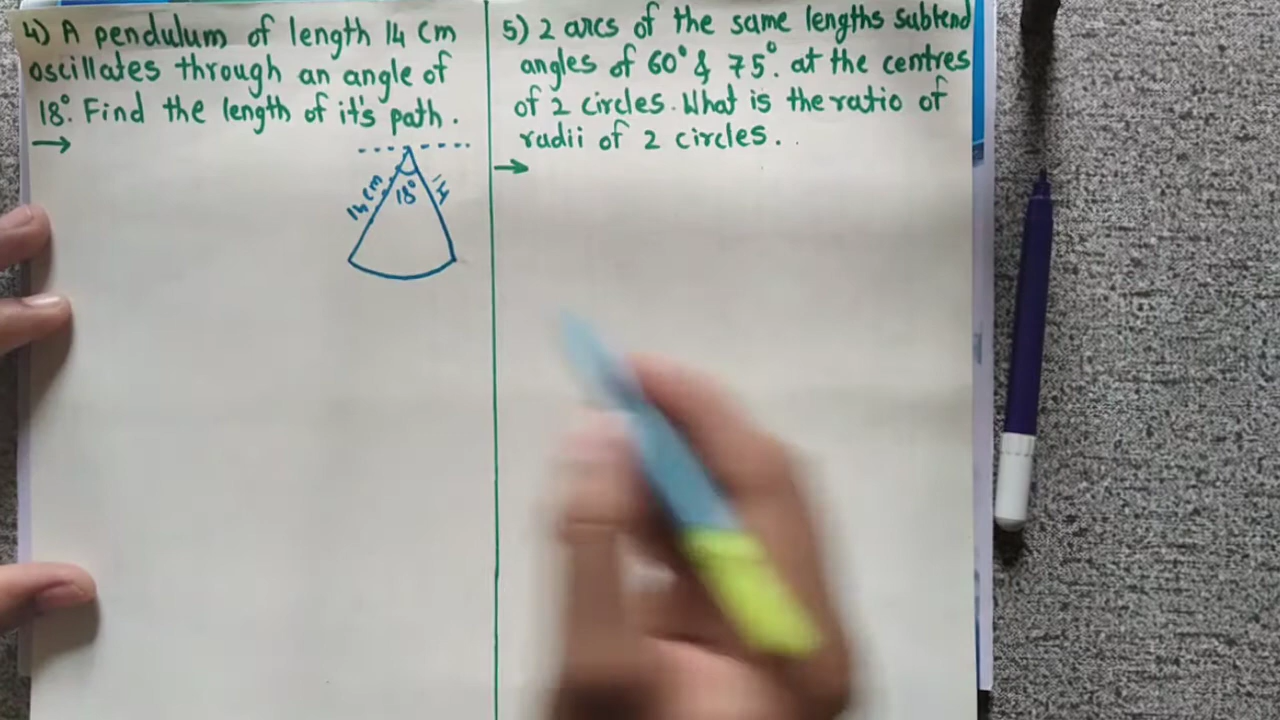 4) A pendulum of length 14 cm
oscillates through an angle of
18°. Find the length of it's path.
→
14 cm
18°
14
5) 2 arcs of the same lengths subtend
angles of 60° & 75°. at the centres
of 2 circles. What is the ratio of
radii of 2 circles.
→